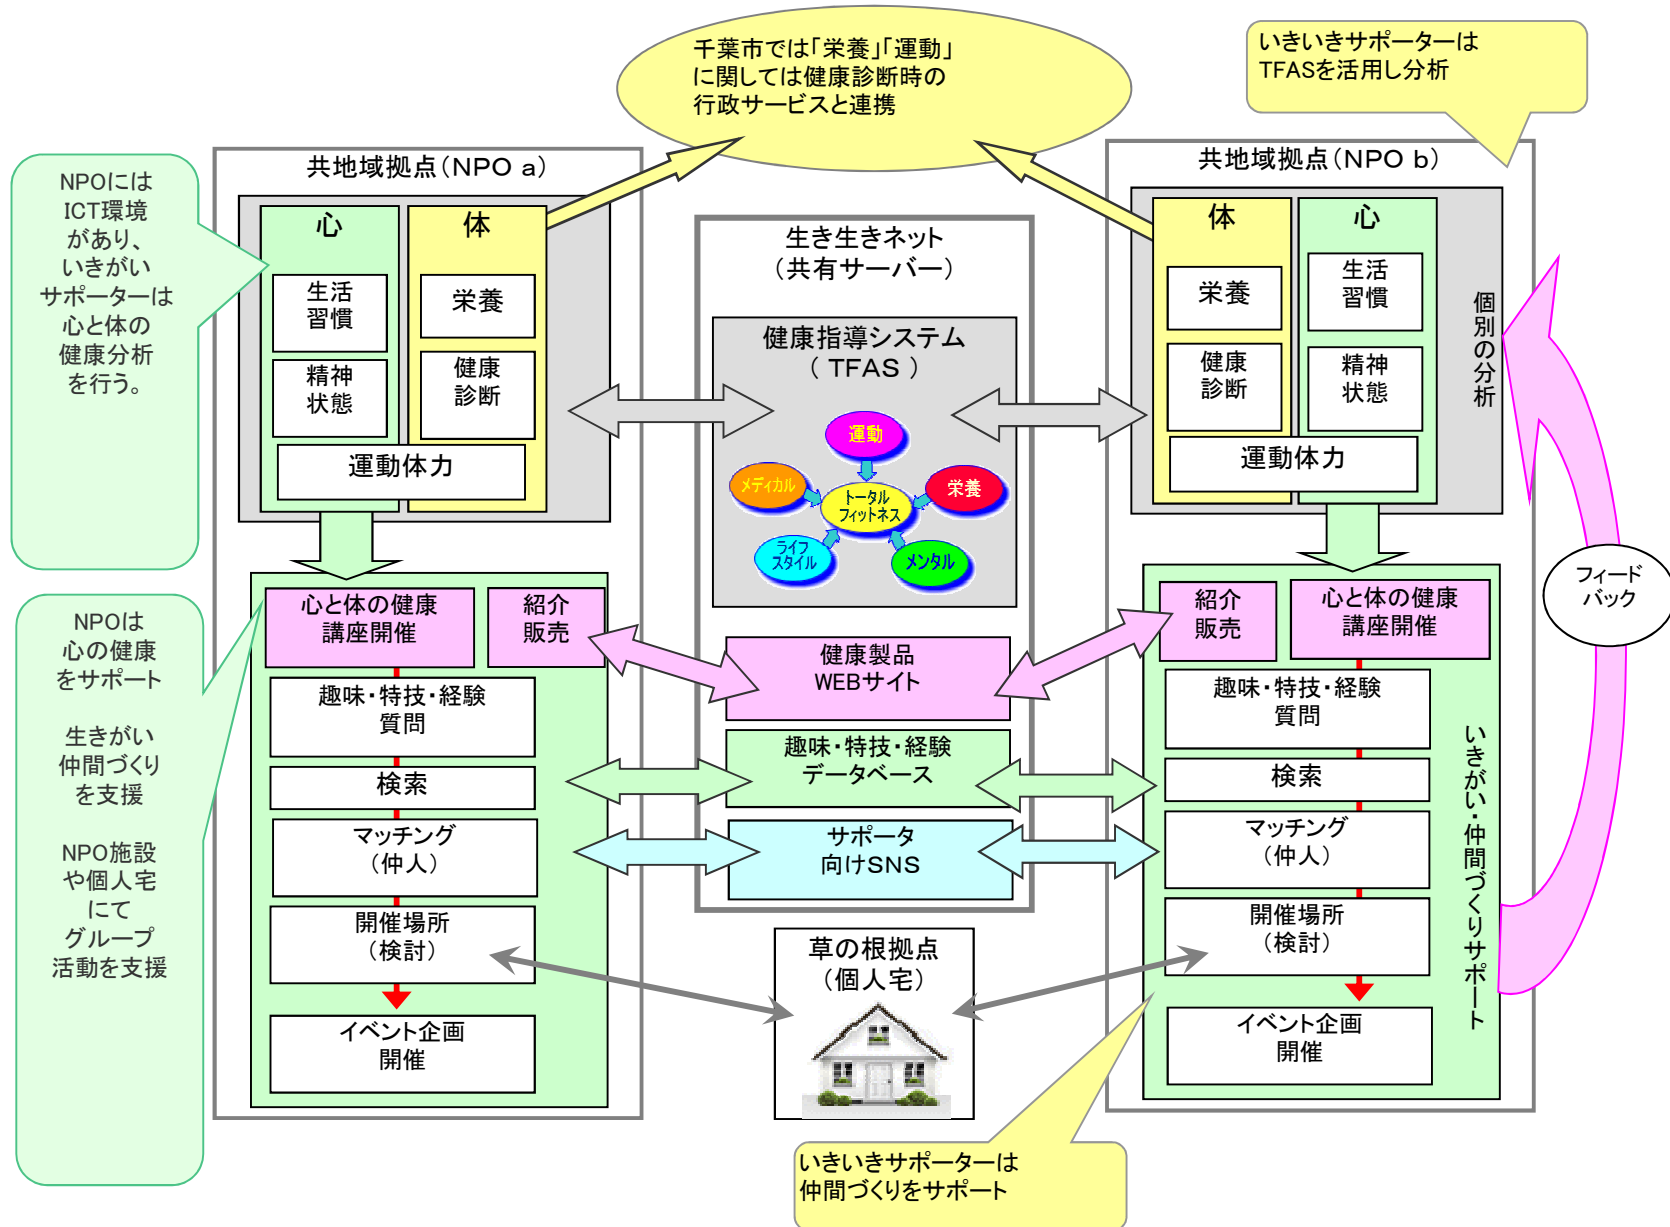 千葉市では「栄養」「運動」
に関しては健康診断時の
行政サービスと連携
いきいきサポーターは
TFASを活用し分析
NPOには
ICT環境
があり、
いきがい
サポーターは
心と体の
健康分析
を行う。
共地域拠点(NPO a)
心
体
生活
習慣
栄養
精神
状態
健康
診断
運動体力
生き生きネット
(共有サーバー)
健康指導システム
( TFAS )
運動
メディカル
栄養
トータル
フィットネス
ライフ
スタイル
メンタル
共地域拠点(NPO b)
体
心
栄養
生活
習慣
健康
診断
精神
状態
運動体力
個別の分析
フィード
バック
NPOは
心の健康
をサポート
生きがい
仲間づくり
を支援
NPO施設
や個人宅
にて
グループ
活動を支援
心と体の健康
講座開催
紹介
販売
趣味・特技・経験
質問
検索
マッチング
(仲人)
開催場所
(検討)
イベント企画
開催
健康製品
WEBサイト
趣味・特技・経験
データベース
サポータ
向けSNS
草の根拠点
(個人宅)
紹介
販売
心と体の健康
講座開催
趣味・特技・経験
質問
検索
マッチング
(仲人)
開催場所
(検討)
イベント企画
開催
いきがい・仲間づくりサポート
いきいきサポーターは
仲間づくりをサポート